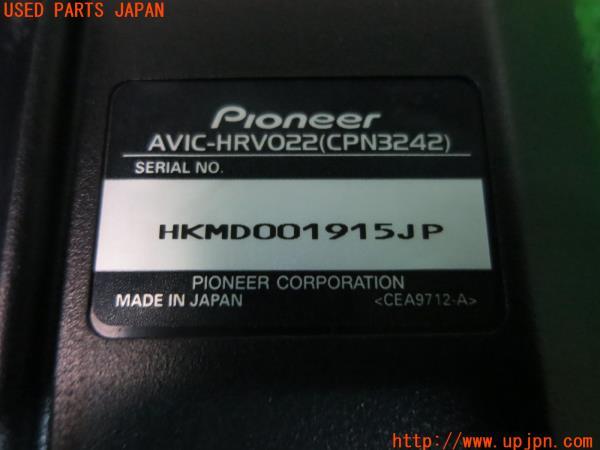 USED PARTS JAPAN
Pioneer
AVIC-HRV022(CPN3242)
SERIAL NO.
HKMD001915JP
PIONEER CORPORATION
MADE IN JAPAN <CEA9712-A>
http://www.upjpn.com/